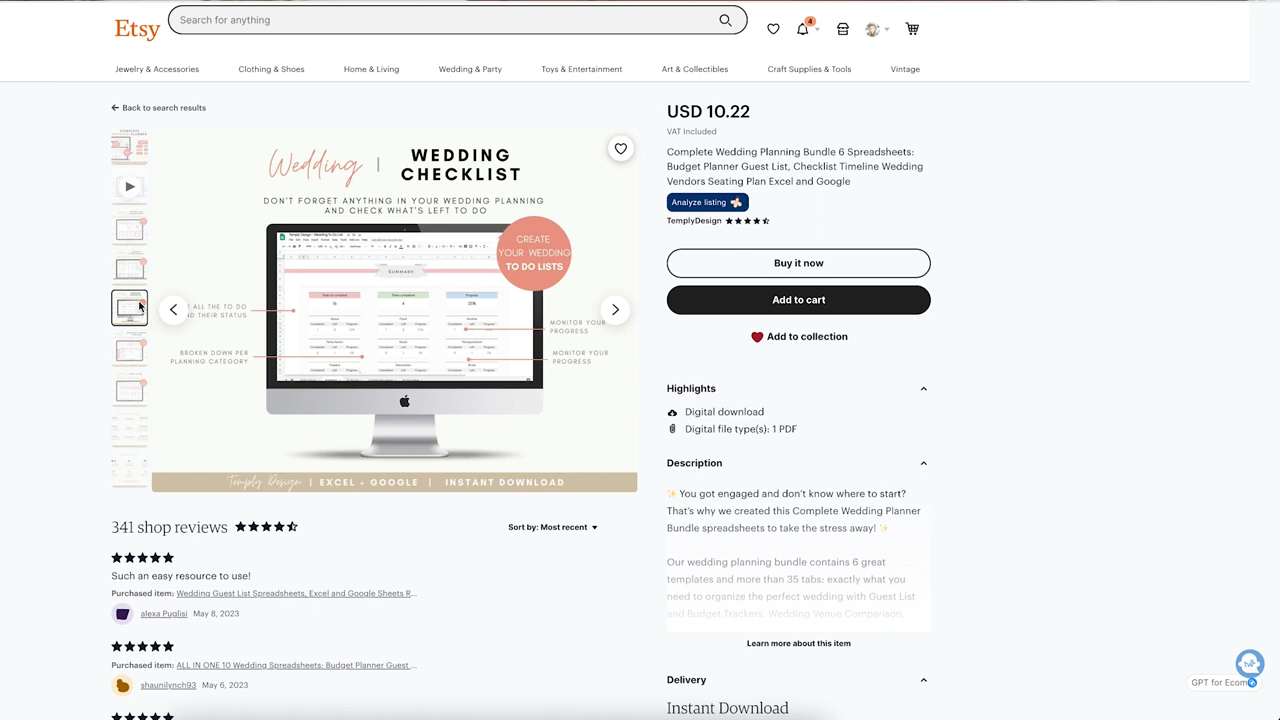 Etsy
Search for anything
4
Jewelry & Accessories
Clothing & Shoes
Home & Living
Wedding & Party
Toys & Entertainment
Art & Collectibles
Craft Supplies & Tools
Vintage
Back to search results
Wedding | WEDDING
CHECKLIST
DON'T FORGET ANYTHING IN YOUR WEDDING PLANNING
AND CHECK WHAT'S LEFT TO DO
CREATE
YOUR WEDDING
TO DO LISTS
SUMMARY
ALL THE TO DO
THEIR STATUS
BROKEN DOWN PER
PLANNING CATEGORY
MONITOR YOUR
PROGRESS
MONITOR YOUR
PROGRESS
Temply Design | EXCEL + GOOGLE | INSTANT DOWNLOAD
USD 10.22
VAT Included
Complete Wedding Planning Bundle 6 Spreadsheets:
Budget Planner Guest List, Checklist Timeline Wedding
Vendors Seating Plan Excel and Google
Analyze listing
TemplyDesign
Buy it now
Add to cart
Add to collection
Highlights
Digital download
Digital file type(s): 1 PDF
Description
✨ You got engaged and don't know where to start?
That's why we created this Complete Wedding Planner
Bundle spreadsheets to take the stress away! ✨
Our wedding planning bundle contains 6 great
templates and more than 35 tabs: exactly what you
need to organize the perfect wedding with Guest List
and Budget Trackers, Wedding Venue Comparison,
Learn more about this item
Delivery
Instant Download
341 shop reviews
Sort by: Most recent
Such an easy resource to use!
Purchased item: Wedding Guest List Spreadsheets, Excel and Google Sheets R...
alexa Puglisi May 8, 2023
Purchased item: ALL IN ONE 10 Wedding Spreadsheets: Budget Planner Guest ...
shaunilynch93 May 6, 2023
GPT for Ecom